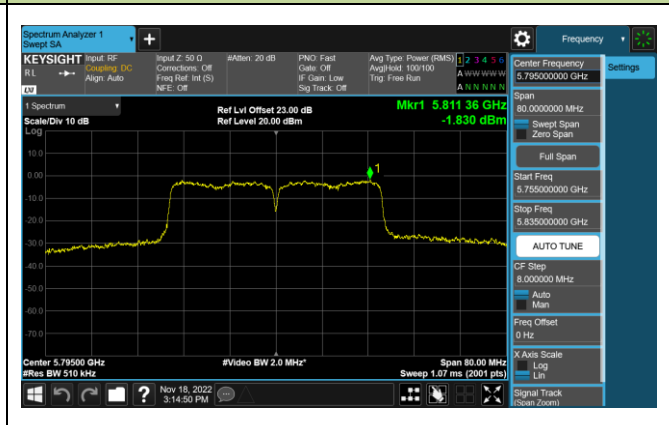 Spectrum Analyzer 1
Swept SA
Frequency
KEYSIGHT
RL
LXI
Input: RF
Coupling: DC
Align: Auto
Input Z: 50 Ω
Corrections: Off
Freq Ref: Int (S)
NFE: Off
#Atten: 20 dB
PNO: Fast
Gate: Off
IF Gain: Low
Sig Track: Off
Avg Type: Power (RMS)
Avg|Hold: 100/100
Trig: Free Run
1 2 3 4 5 6
A W W W W W
A N N N N N
1 Spectrum
Scale/Div 10 dB
Log
Ref Lvl Offset 23.00 dB
Ref Level 20.00 dBm
Mkr1 5.811 36 GHz
-1.830 dBm
10.0
0.00
-10.0
-20.0
-30.0
-40.0
-50.0
-60.0
-70.0
1
Center 5.79500 GHz
#Res BW 510 kHz
#Video BW 2.0 MHz*
Span 80.00 MHz
Sweep 1.07 ms (2001 pts)
Nov 18, 2022
3:14:50 PM
Center Frequency
5.795000000 GHz
Span
80.0000000 MHz
Swept Span
Zero Span
Full Span
Start Freq
5.755000000 GHz
Stop Freq
5.835000000 GHz
AUTO TUNE
CF Step
8.000000 MHz
Auto
Man
Freq Offset
0 Hz
X Axis Scale
Log
Lin
Signal Track
(Span Zoom)
Settings